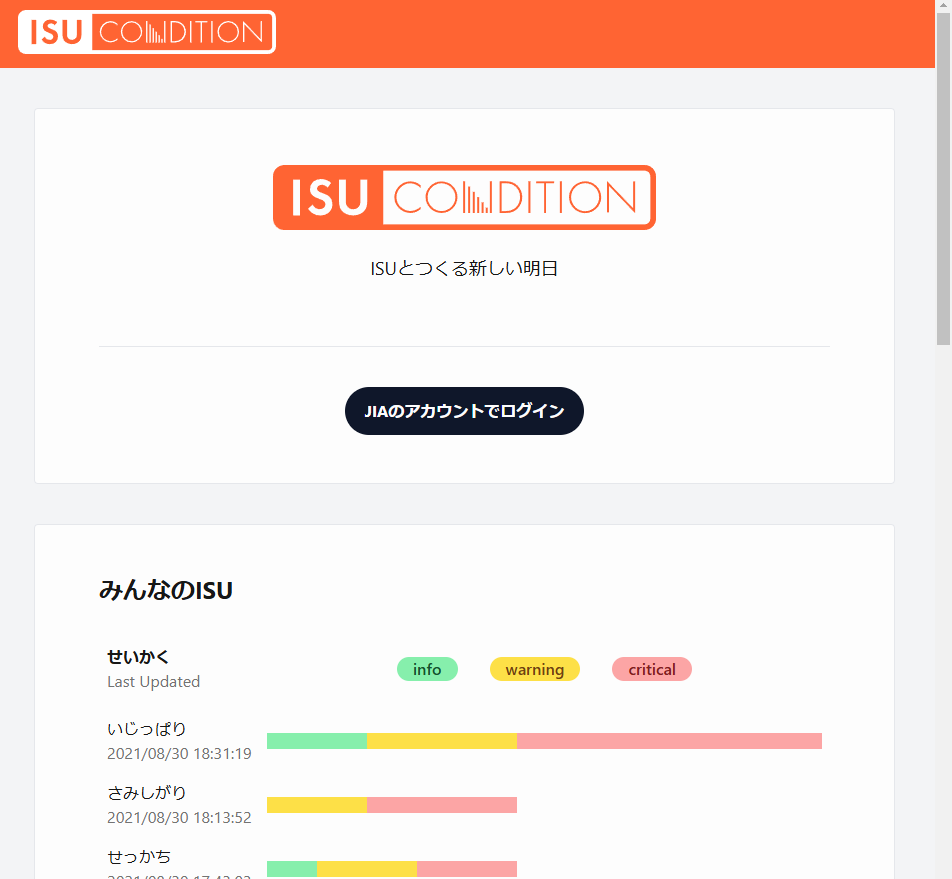 ISU CONDITION
ISU CONDITION
ISUとつくる新しい明日
JIAのアカウントでログイン
みんなのISU
せいかく
Last Updated
info
warning
critical
いじっぱり
2021/08/30 18:31:19
さみしがり
2021/08/30 18:13:52
せっかち